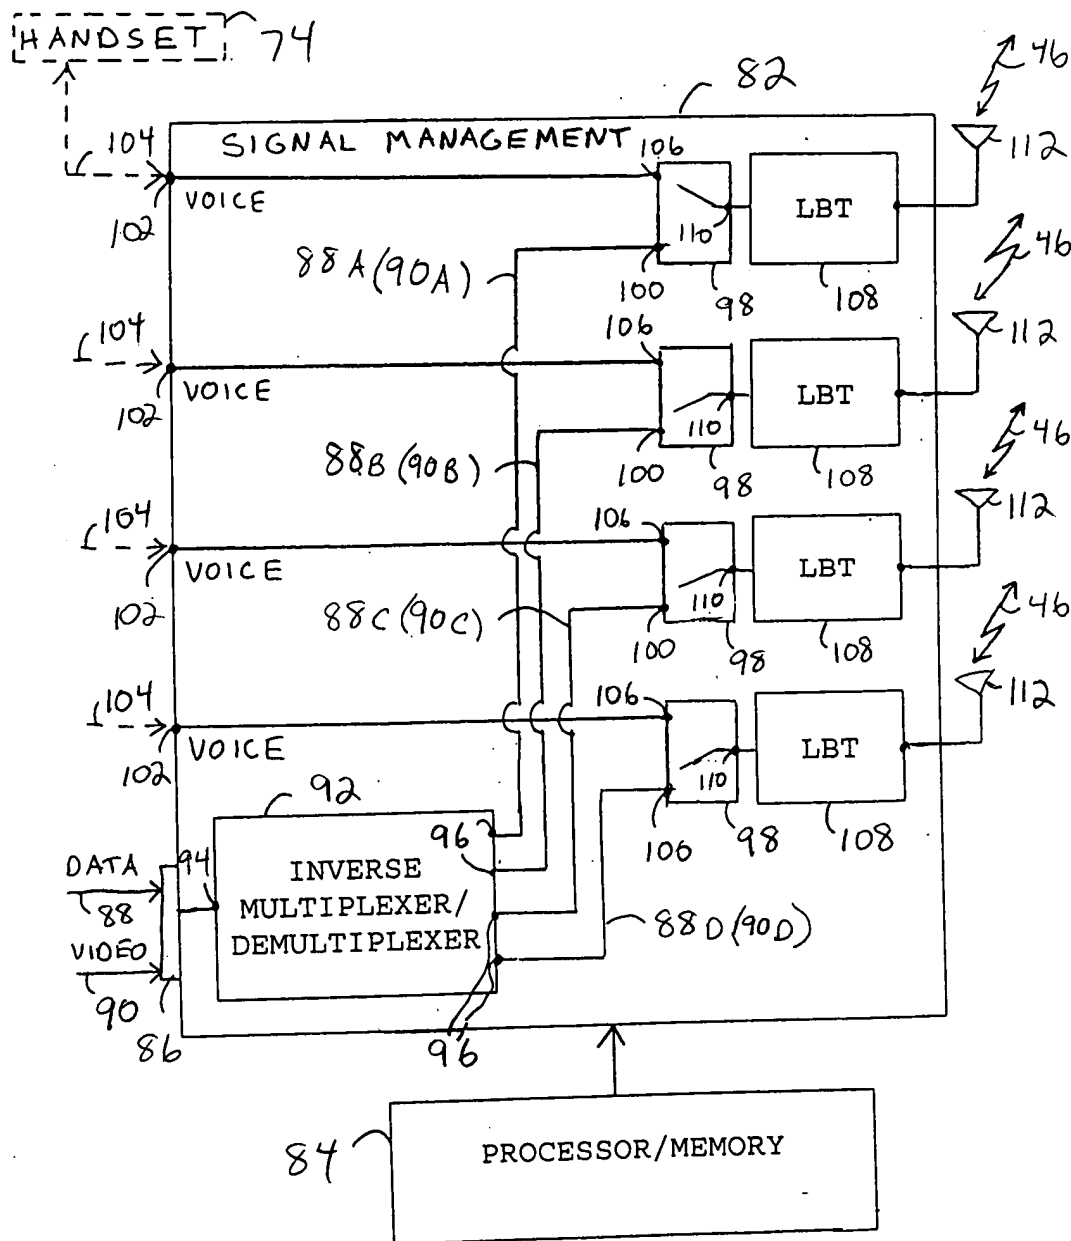 HANDSET 74
82
46
SIGNAL MANAGEMENT
104
106
112
102
VOICE
110
LBT
88A (90A)
100
98
108
46
104
106
112
102
VOICE
110
LBT
88B (90B)
100
98
108
46
104
106
112
102
VOICE
110
LBT
88C (90C)
100
98
108
46
104
106
112
102
VOICE
110
LBT
92
106
98
108
96
DATA
94
INVERSE
MULTIPLEXER/
DEMULTIPLEXER
88
88D (90D)
VIDEO
90
86
96
84
PROCESSOR/MEMORY